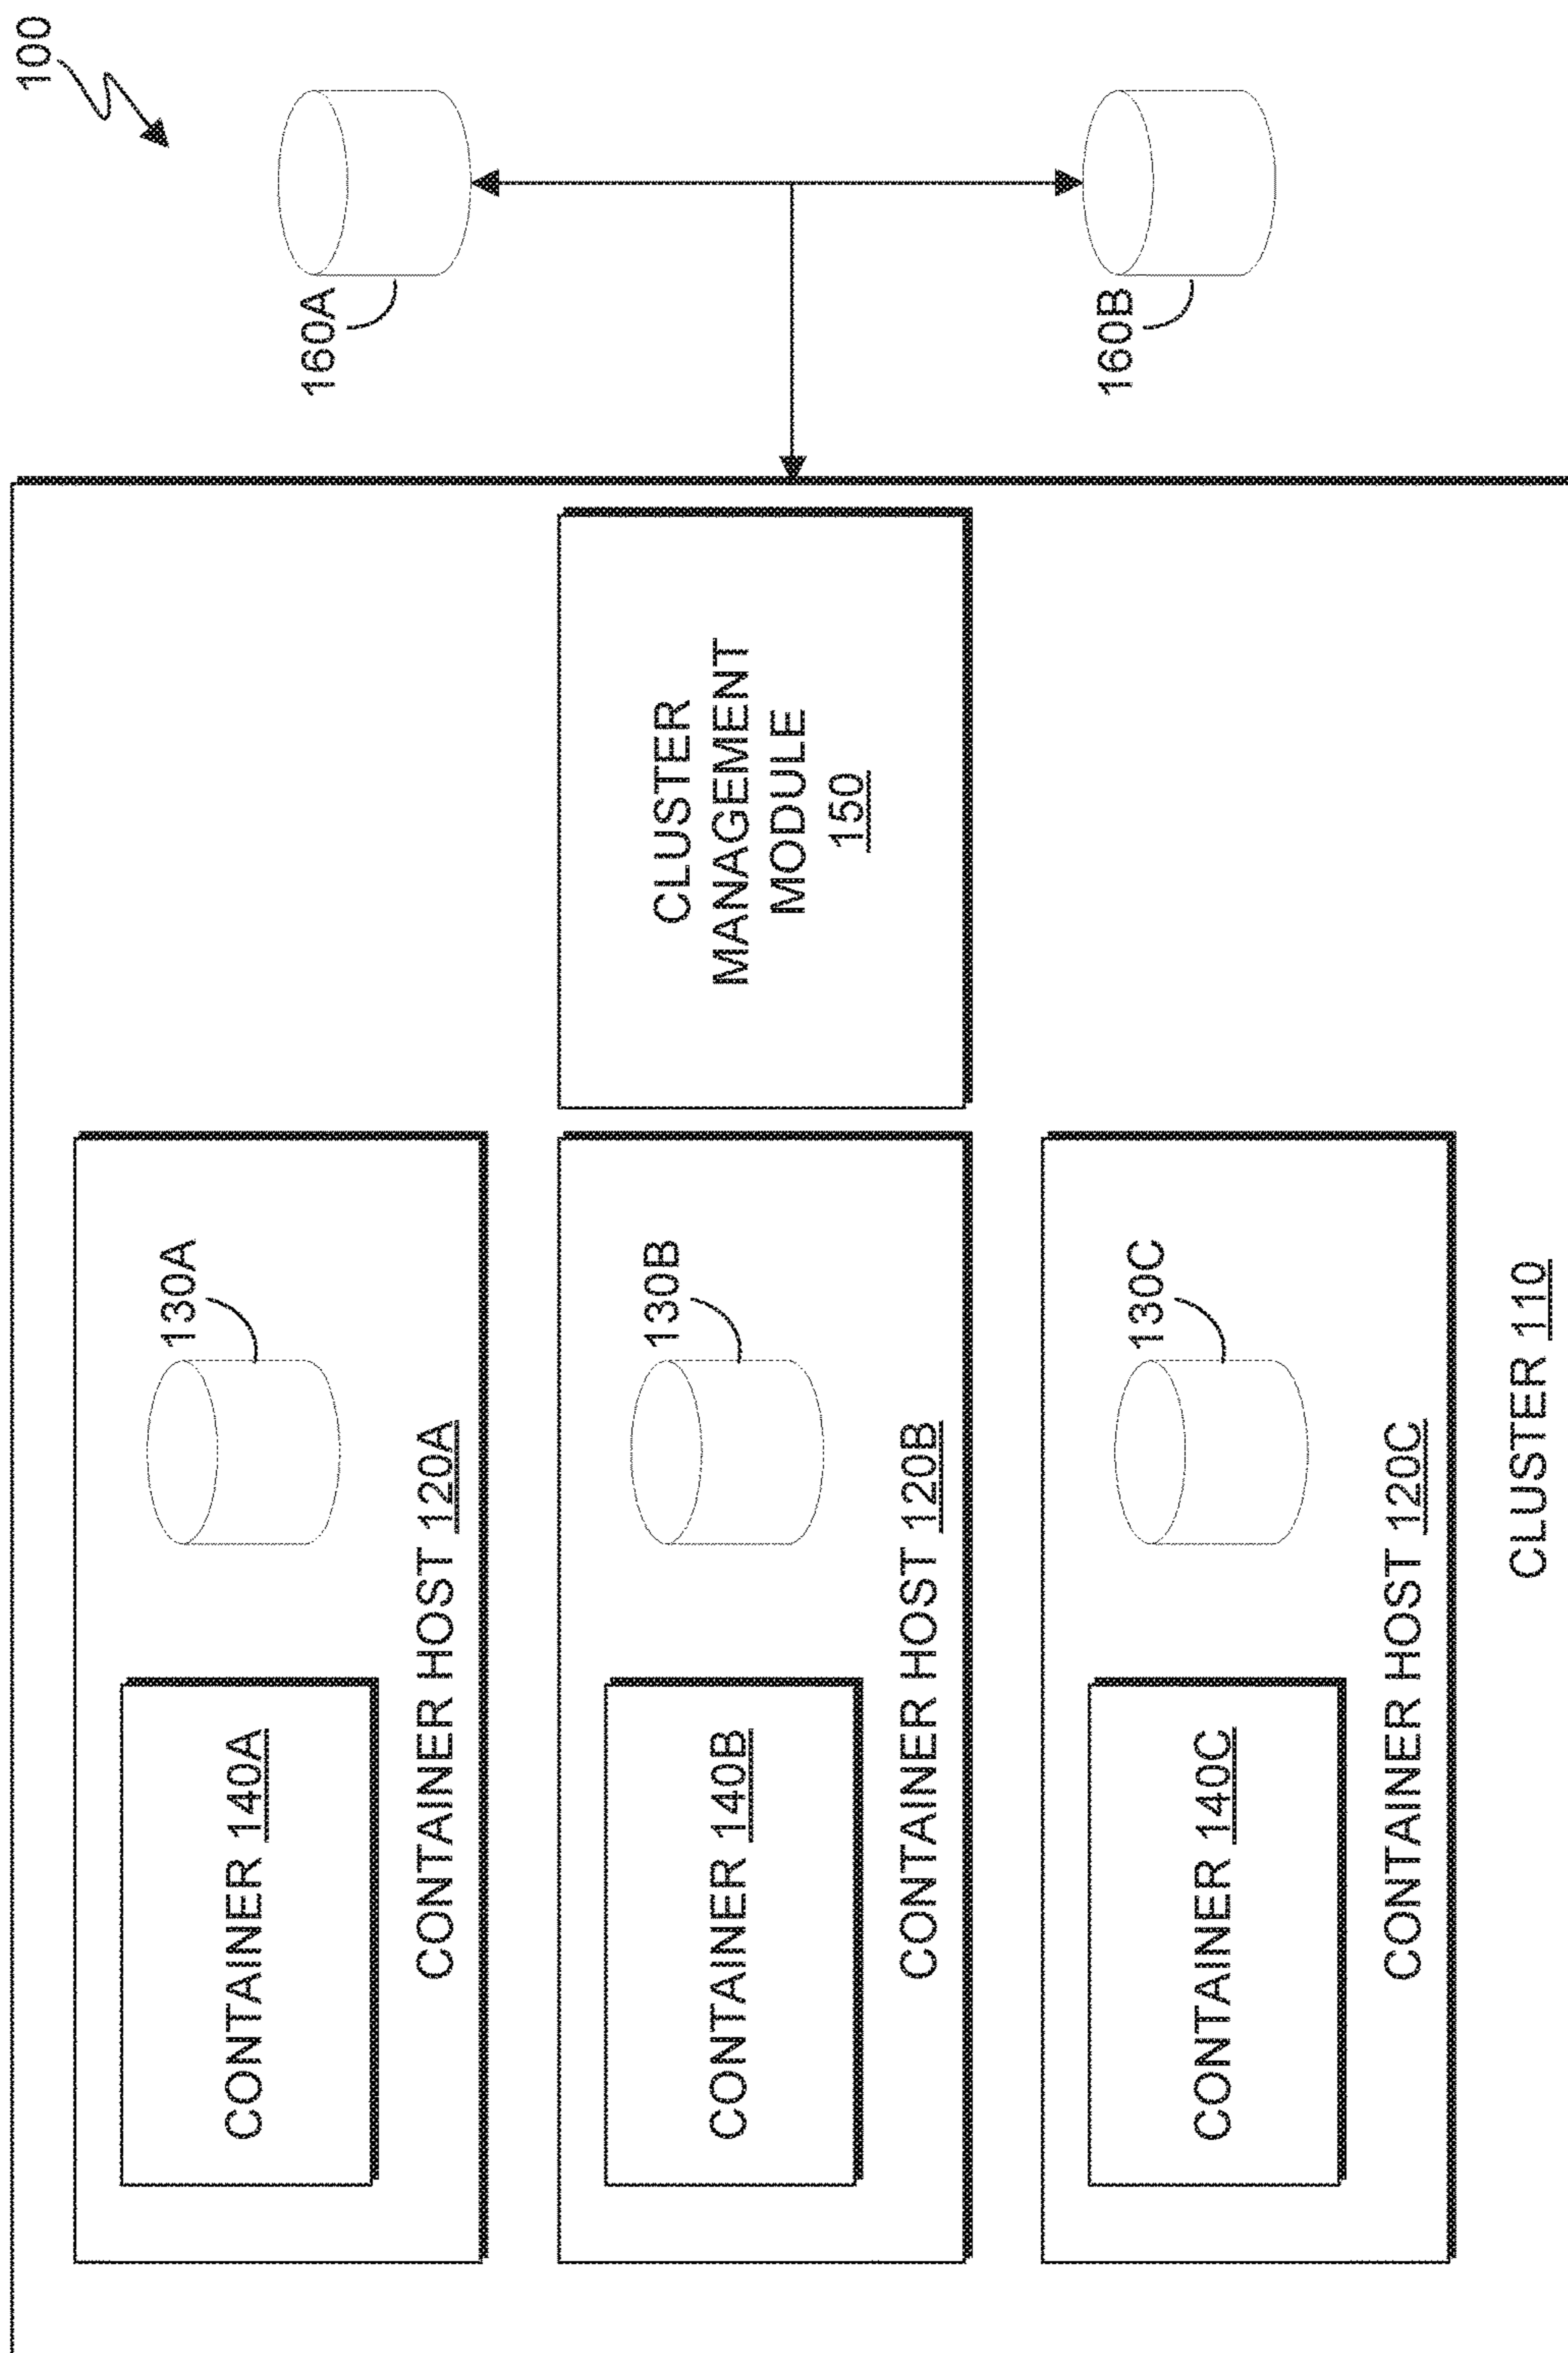 100
160A
160B
CLUSTER
MANAGEMENT
MODULE
150
130A
130B
130C
CONTAINER 140A
CONTAINER HOST 120A
CONTAINER 140B
CONTAINER HOST 120B
CONTAINER 140C
CONTAINER HOST 120C
CLUSTER 110